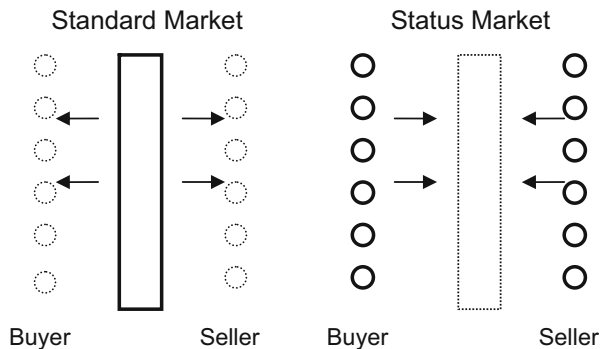 Standard Market
Status Market
Buyer
Seller
Buyer
Seller